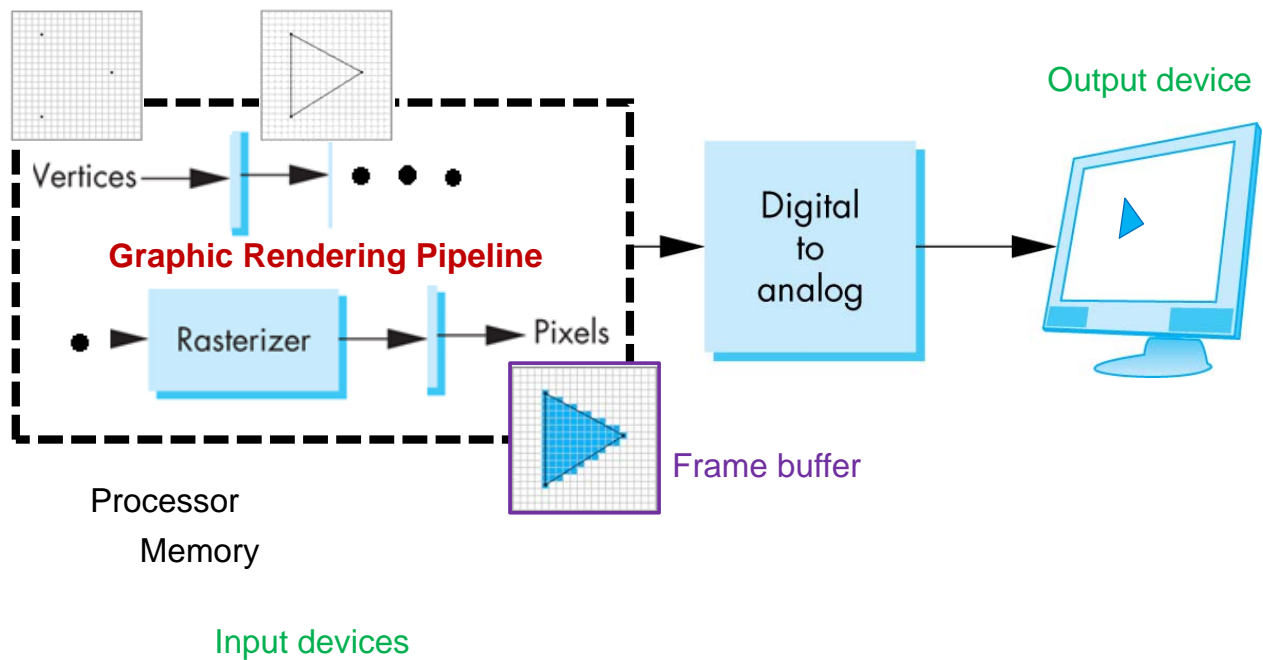 Output device
Vertices
Digital
to
analog
Graphic Rendering Pipeline
Rasterizer
Pixels
Frame buffer
Processor
Memory
Input devices